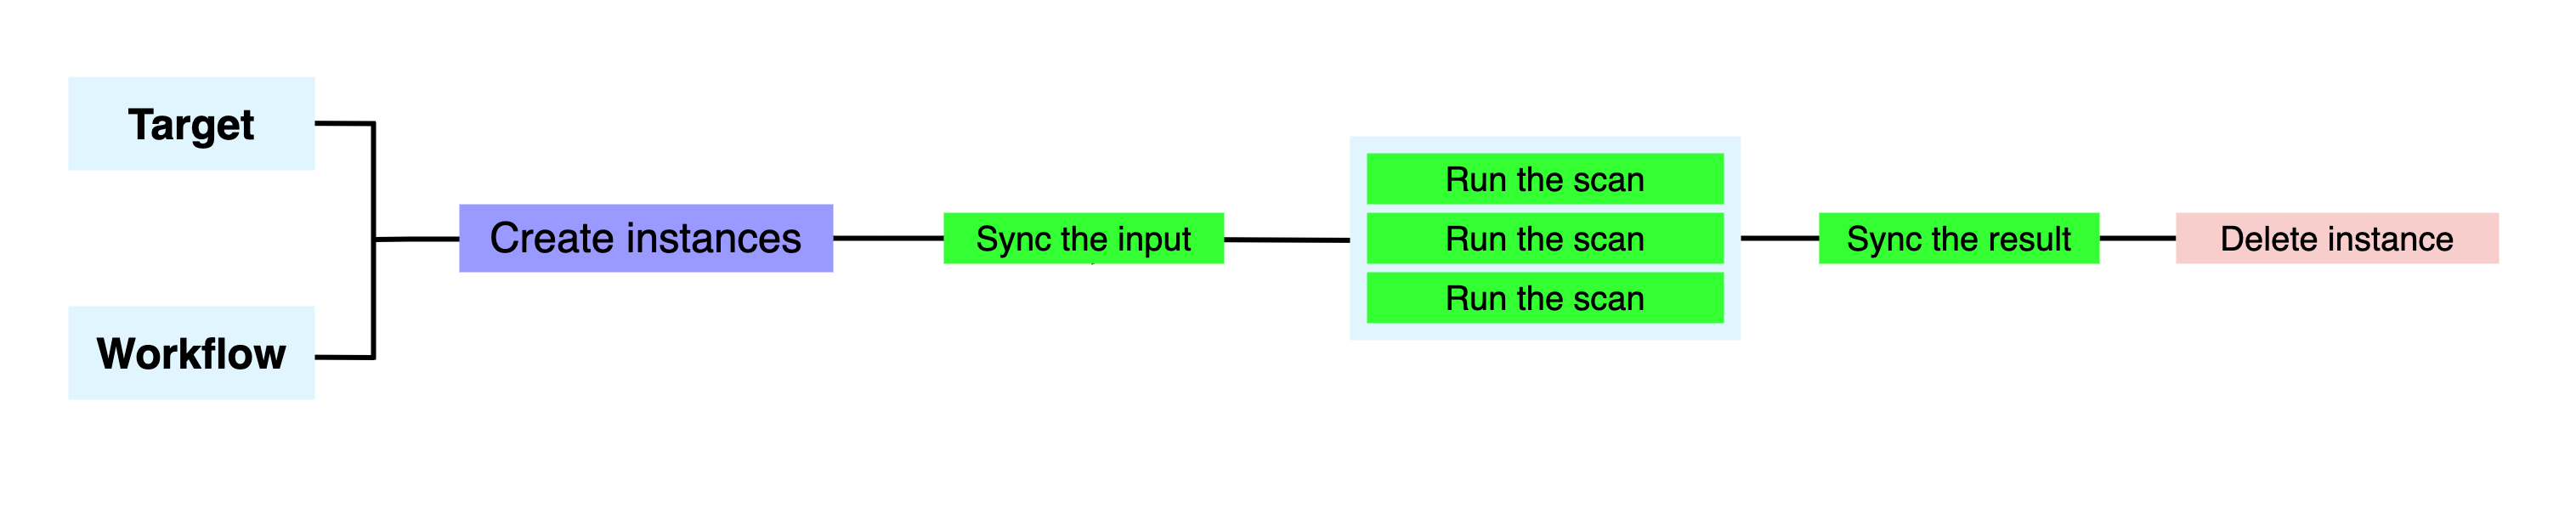 Target
Workflow
Create instances
Sync the input
Run the scan
Run the scan
Run the scan
Sync the result
Delete instance